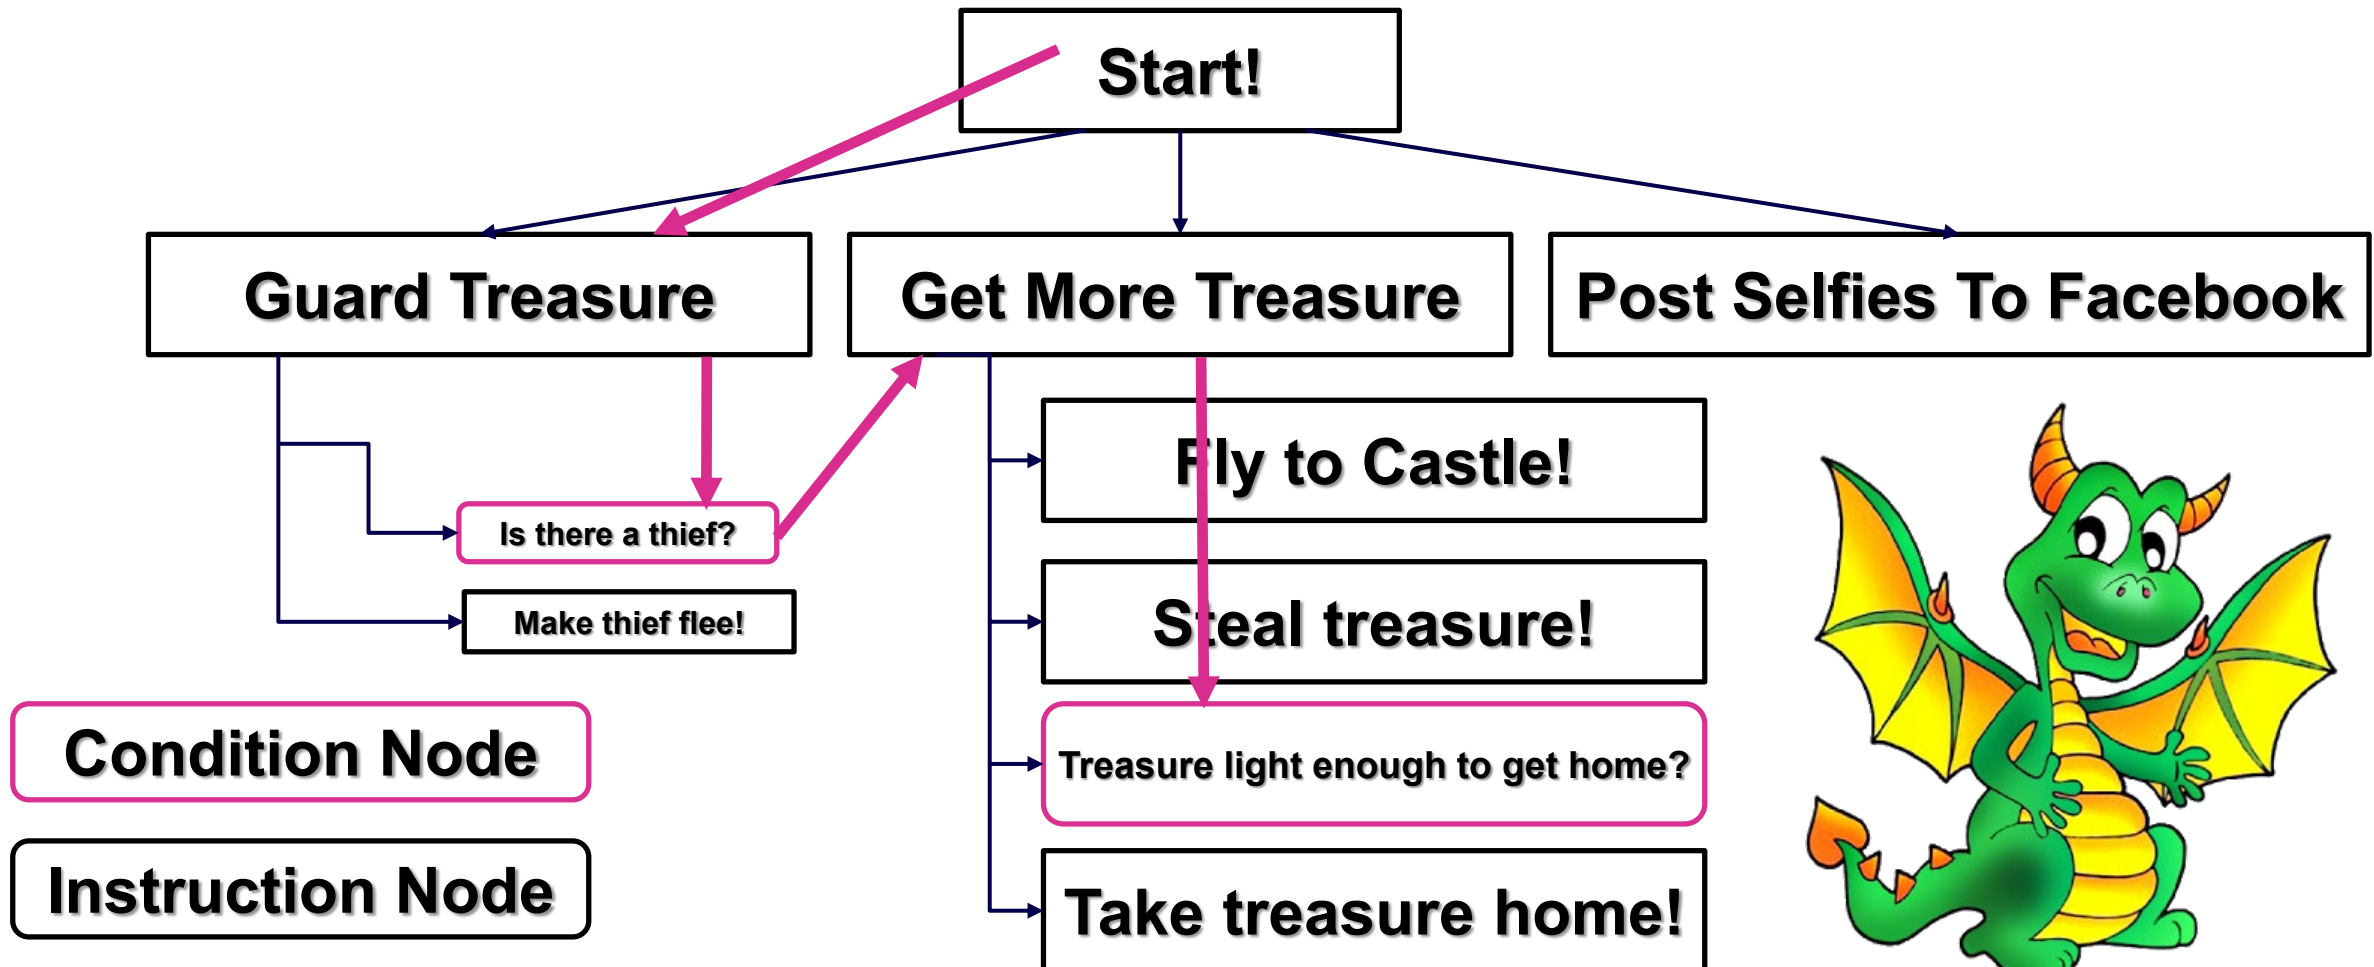 Start!
Guard Treasure
Get More Treasure
Post Selfies To Facebook
Fly to Castle!
Is there a thief?
Make thief flee!
Steal treasure!
Treasure light enough to get home?
Take treasure home!
Condition Node
Instruction Node